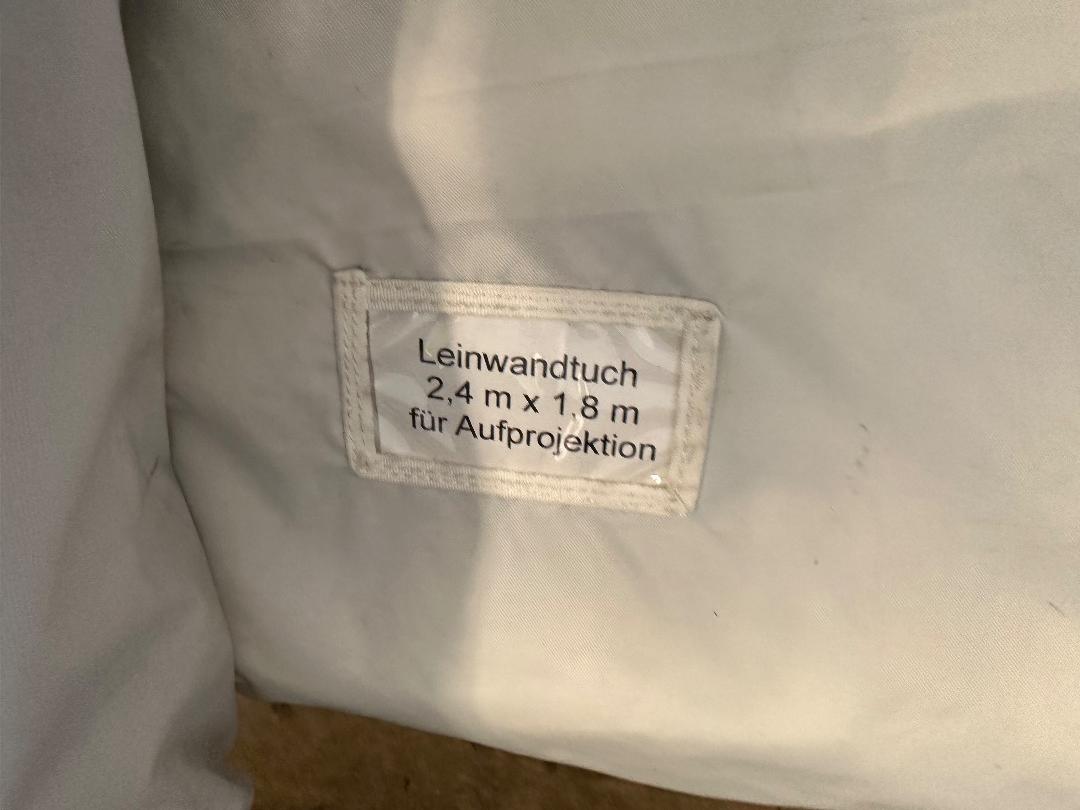 Leinwandtuch
2,4 m x 1,8 m
für Aufprojektion